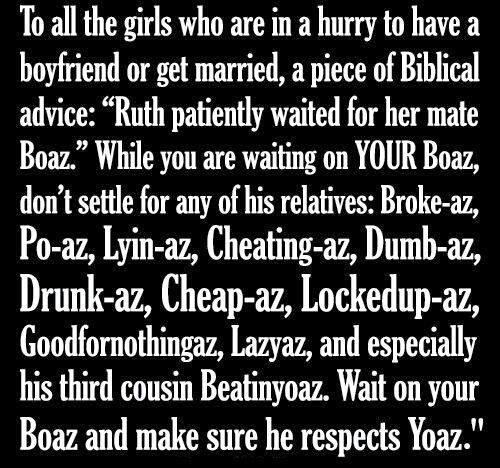 To all the girls who are in a hurry to have a
boyfriend or get married, a piece of Biblical
advice: “Ruth patiently waited for her mate
Boaz.” While you are waiting on YOUR Boaz,
don’t settle for any of his relatives: Broke-az,
Po-az, Lyin-az, Cheating-az, Dumb-az,
Drunk-az, Cheap-az, Lockedup-az,
Goodfornothingaz, Lazyaz, and especially
his third cousin Beatinyoaz. Wait on your
Boaz and make sure he respects Yoaz."